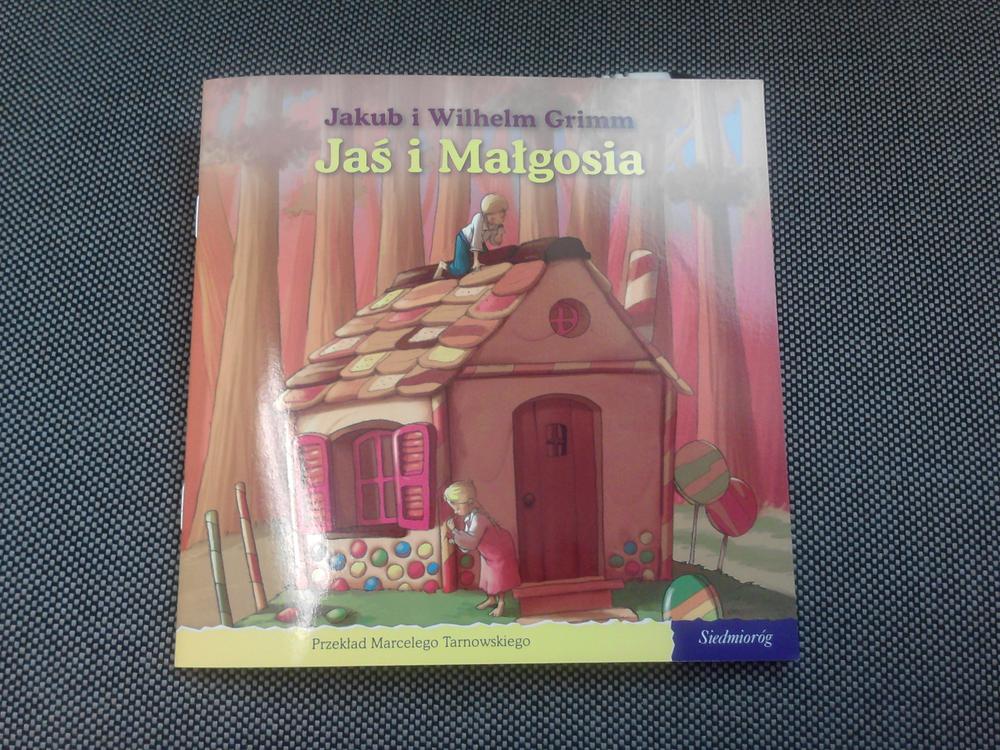 Jakub i Wilhelm Grimm
Jaś i Małgosia
Przekład Marcelego Tarnowskiego
Siedmioróg